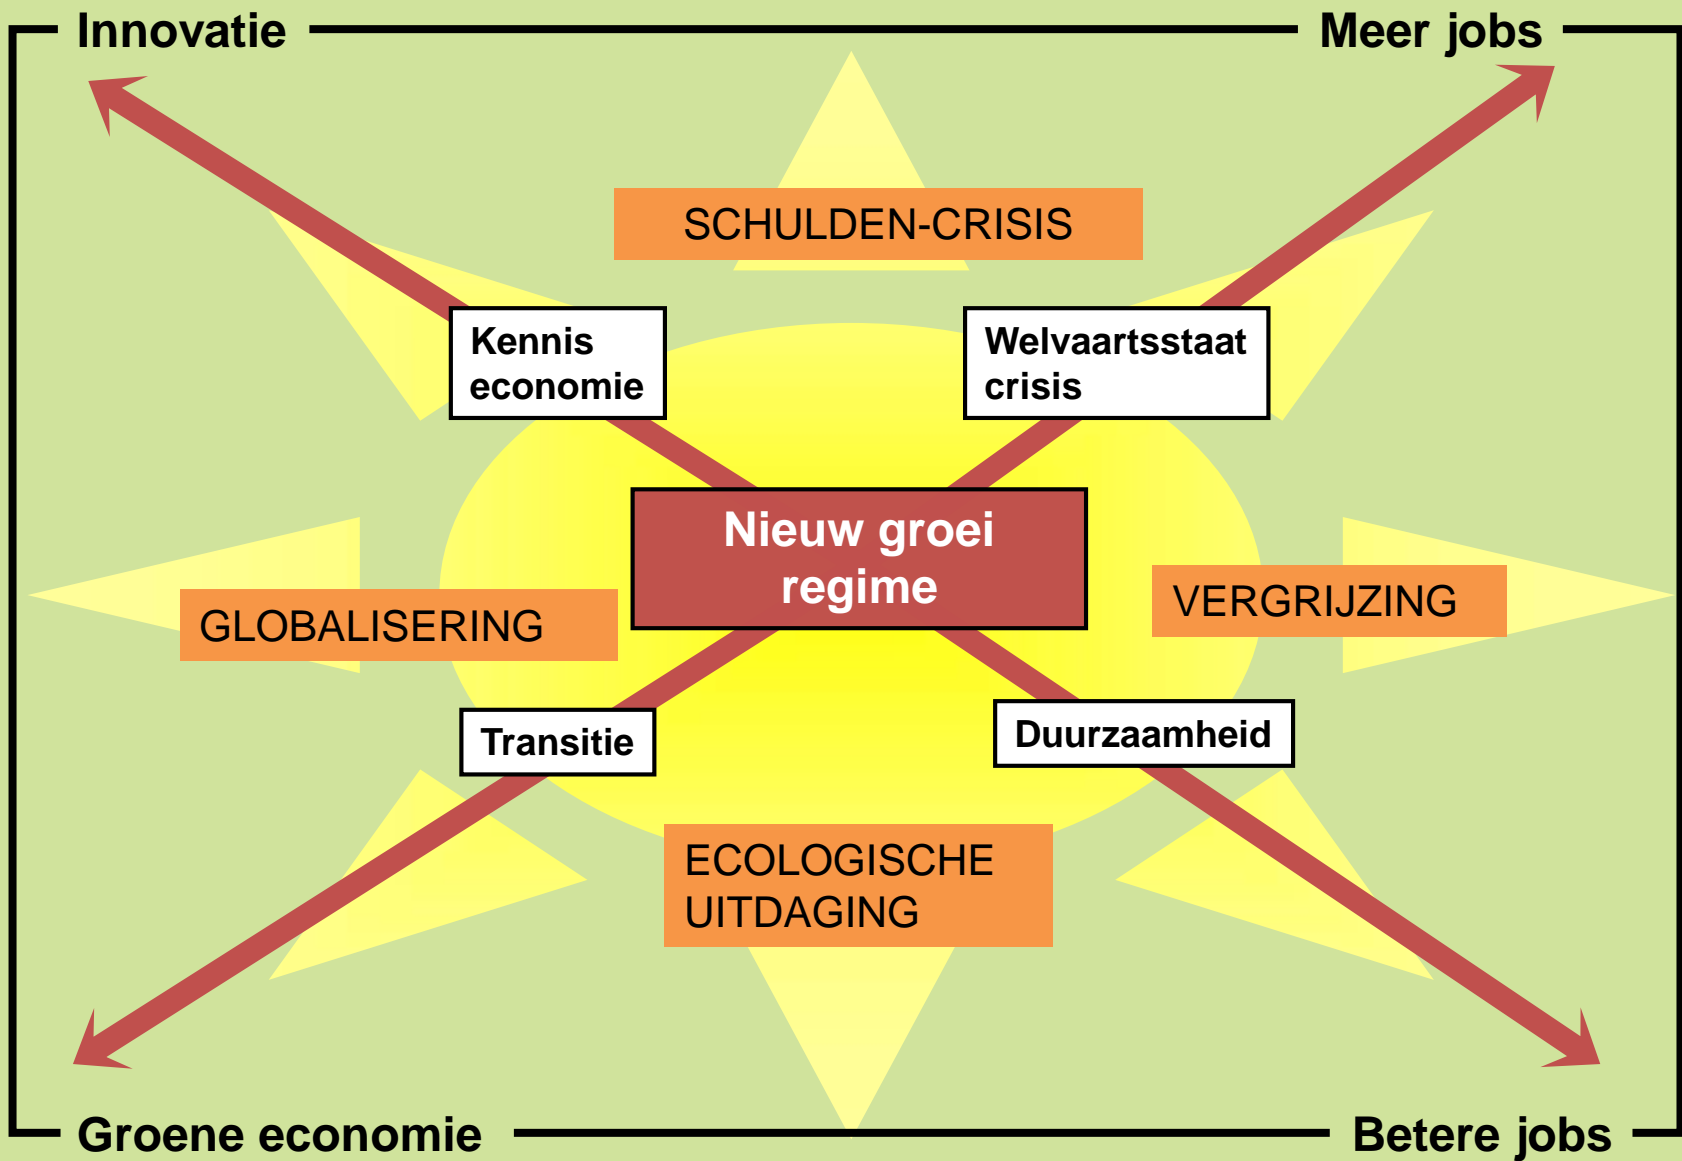 Innovatie
Meer jobs
SCHULDEN-CRISIS
Kennis
economie
Welvaartsstaat
crisis
Nieuw groei
regime
GLOBALISERING
VERGRIJZING
Transitie
Duurzaamheid
ECOLOGISCHE
UITDAGING
Groene economie
Betere jobs